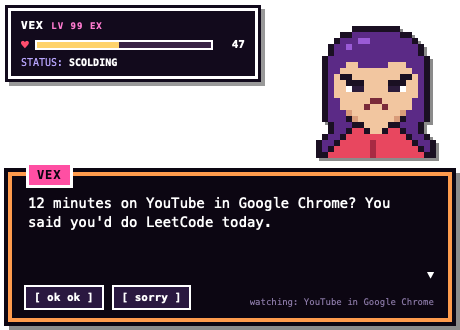 VEX LV 99 EX
♥ 47
STATUS: SCOLDING
VEX
12 minutes on YouTube in Google Chrome? You
said you'd do LeetCode today.
▼
[ ok ok ] [ sorry ] watching: YouTube in Google Chrome